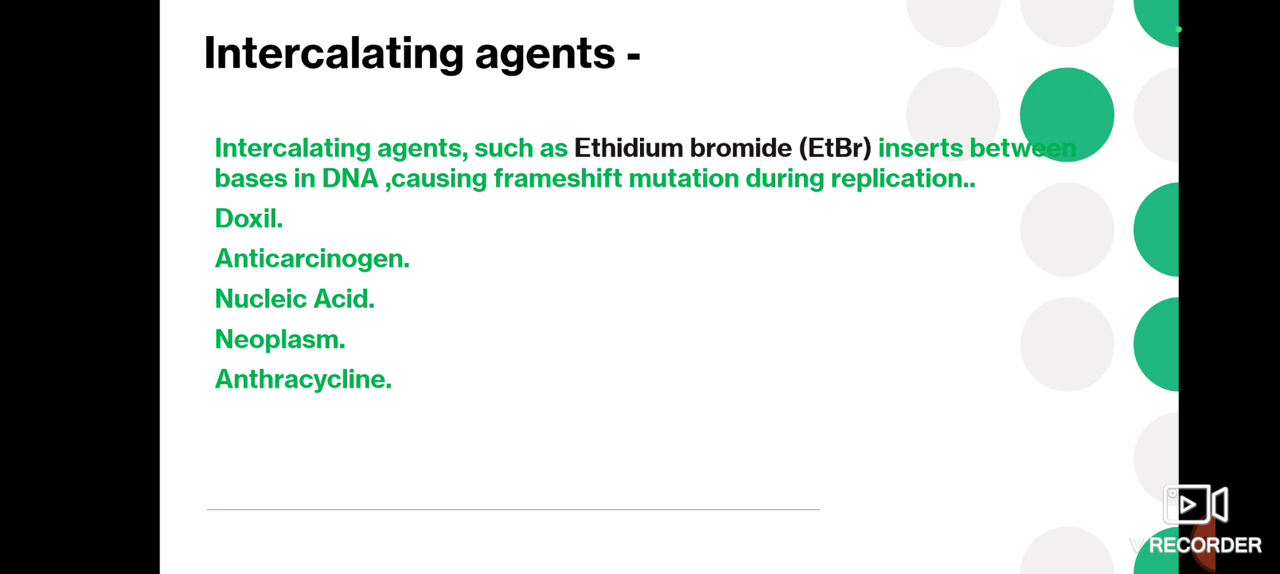 Intercalating agents -
Intercalating agents, such as Ethidium bromide (EtBr) inserts between
bases in DNA ,causing frameshift mutation during replication..
Doxil.
Anticarcinogen.
Nucleic Acid.
Neoplasm.
Anthracycline.
V RECORDER